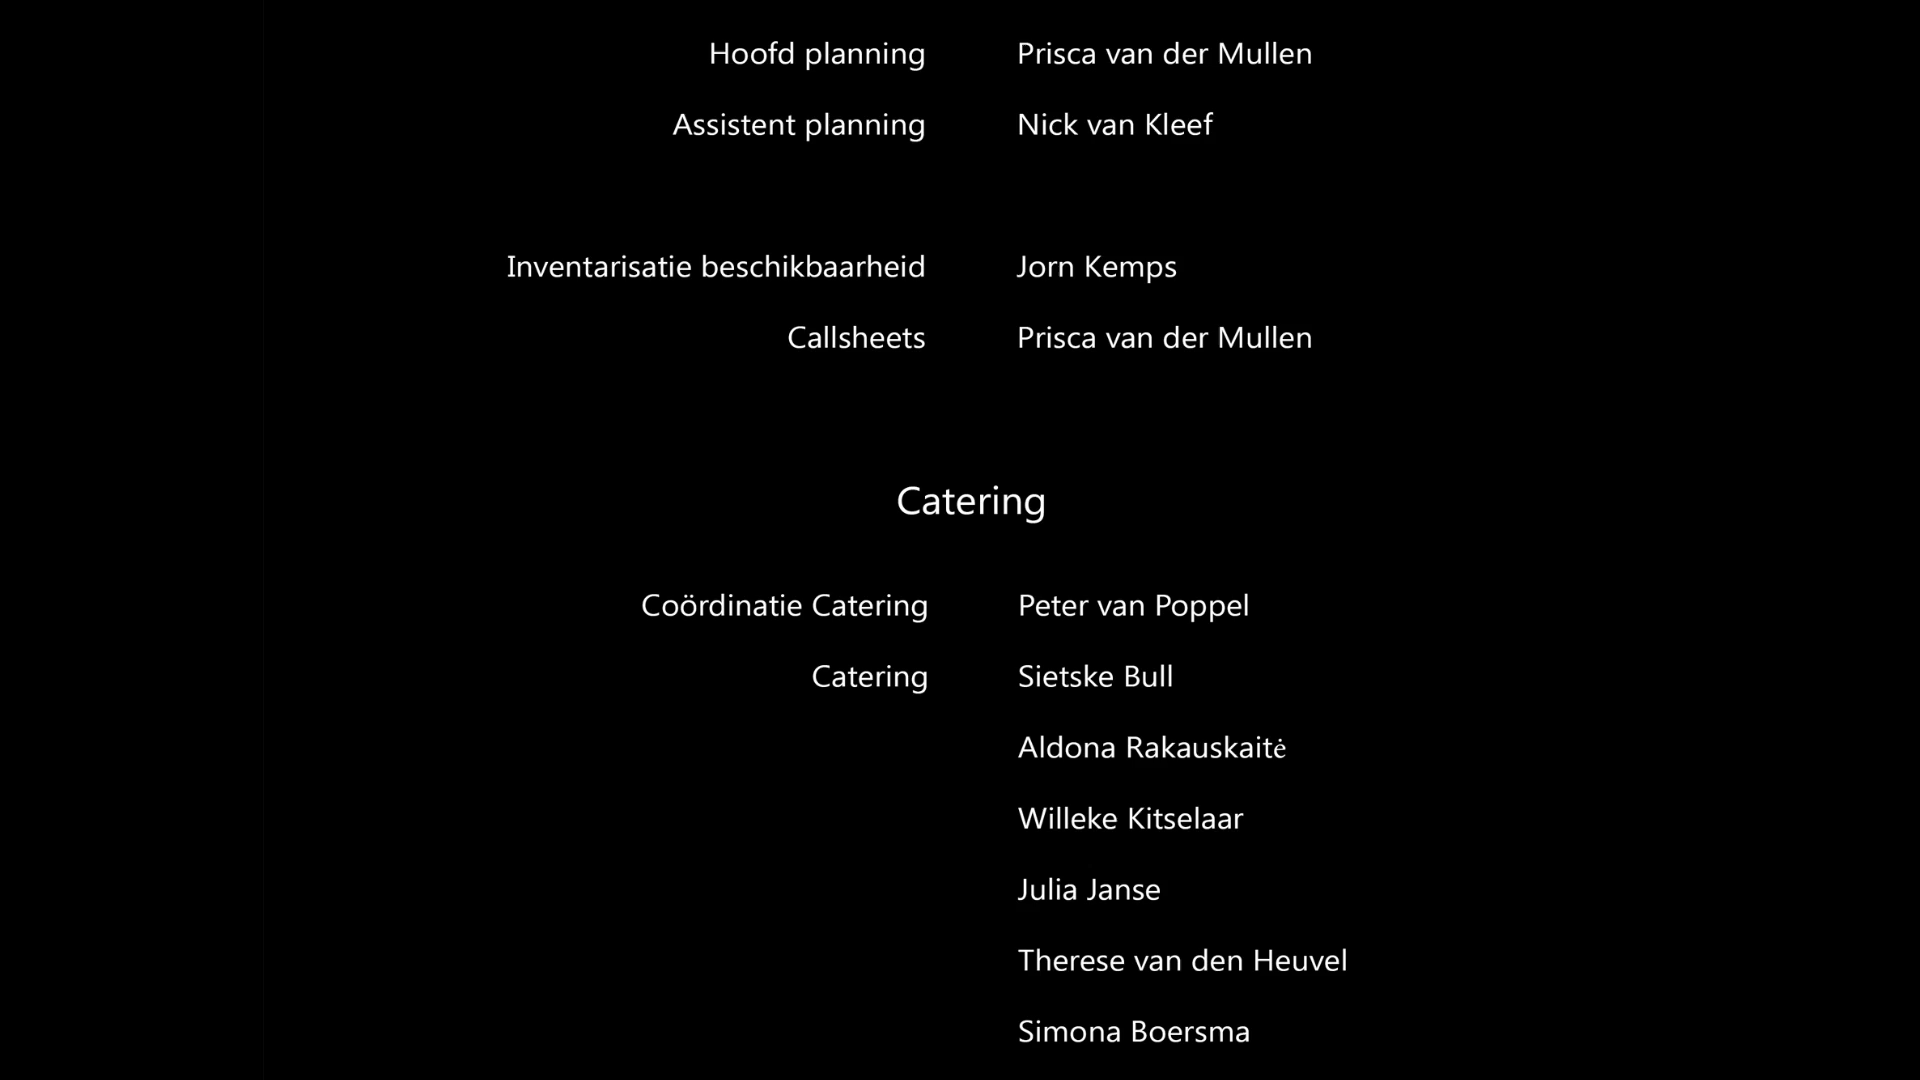 Hoofd planning Prisca van der Mullen
Assistent planning Nick van Kleef
Inventarisatie beschikbaarheid Jorn Kemps
Callsheets Prisca van der Mullen
Catering
Coördinatie Catering Peter van Poppel
Catering Sietske Bull
Aldona Rakauskaitė
Willeke Kitselaar
Julia Janse
Therese van den Heuvel
Simona Boersma